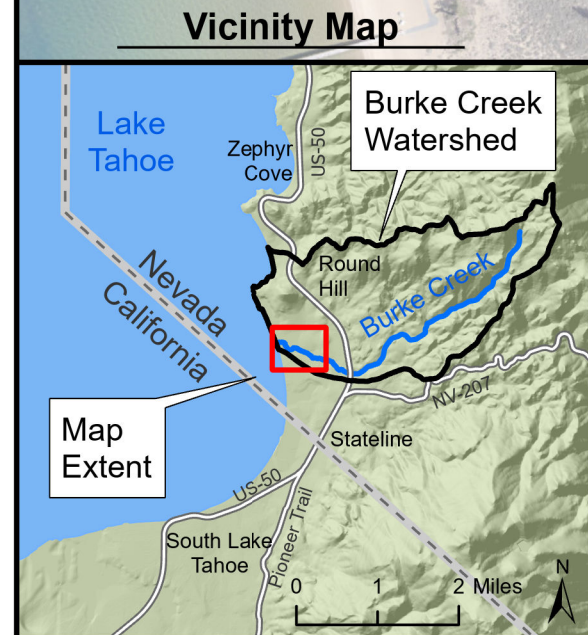 Vicinity Map
Lake
Tahoe
Burke Creek
Watershed
Zephyr
Cove
US-50
Nevada
California
Round
Hill
Burke Creek
NV-207
Map
Extent
Stateline
US-50
Pioneer Trail
South Lake
Tahoe
N
0 1 2 Miles